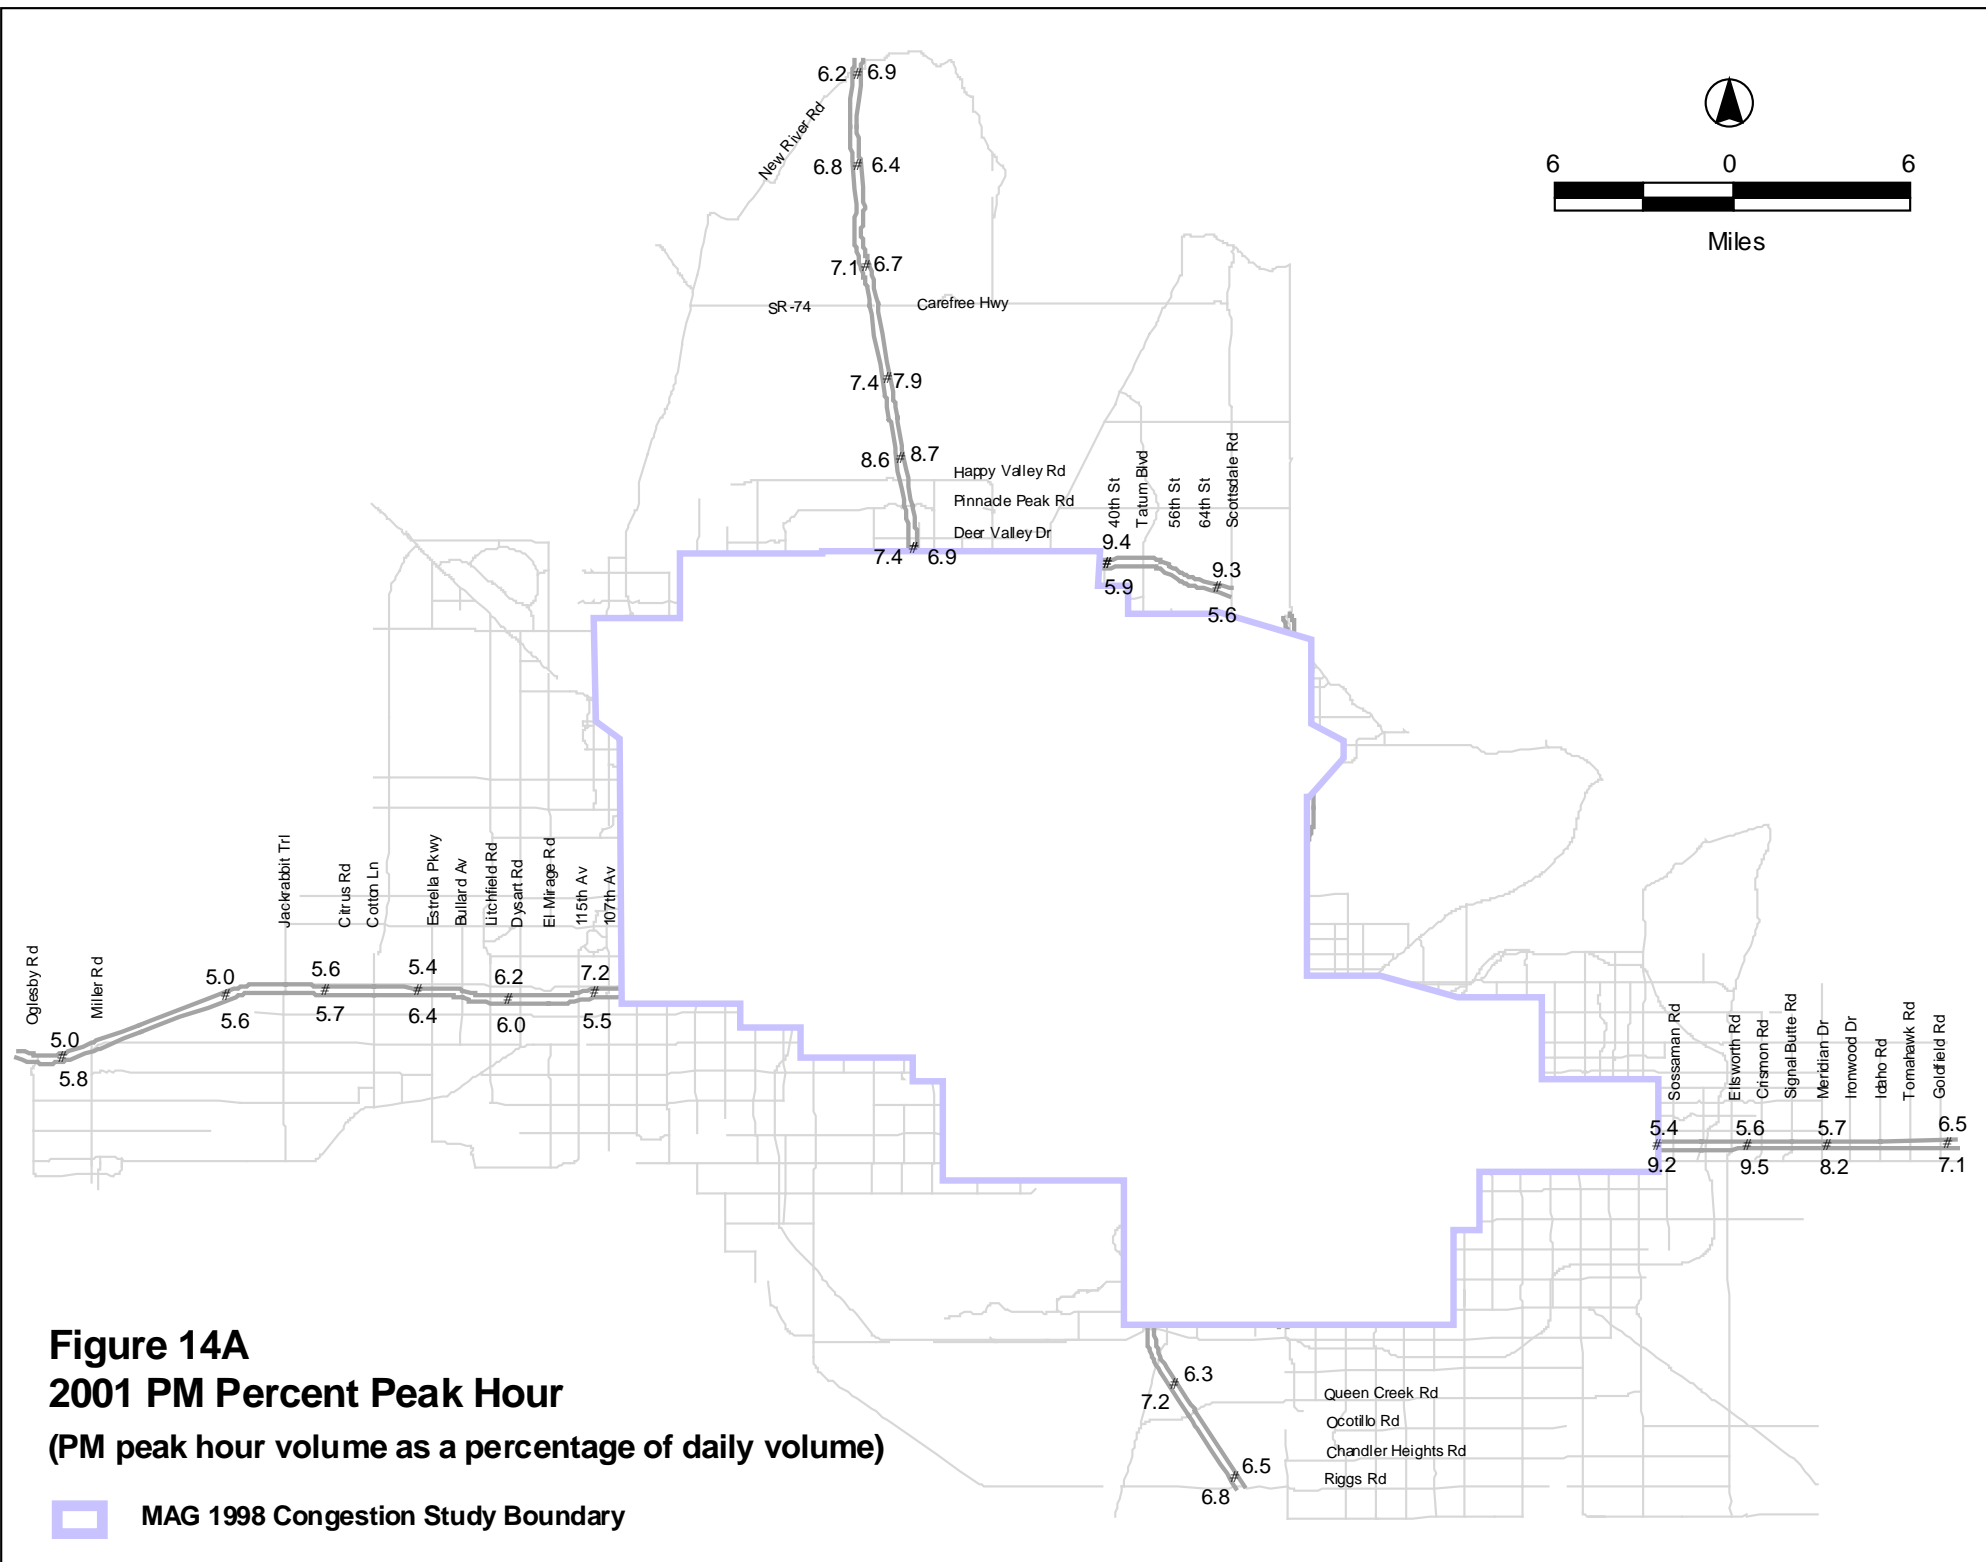 6.2 # 6.9
New River Rd
6.8 # 6.4
7.1 # 6.7
SR-74
Carefree Hwy
7.4 # 7.9
8.6 # 8.7
Happy Valley Rd
Pinnacle Peak Rd
Deer Valley Dr
7.4 # 6.9
40th St
Tatum Blvd
56th St
64th St
Scottsdale Rd
9.4
#
5.9
9.3
#
5.6
6 0 6
Miles
Oglesby Rd
Miller Rd
Jackrabbit Trl
Citrus Rd
Cotton Ln
Estrella Pkwy
Bullard Av
Litchfield Rd
Dysart Rd
El Mirage Rd
115th Av
107th Av
5.0
#
5.8
5.0
#
5.6
5.6
#
5.7
5.4
#
6.4
6.2
#
6.0
7.2
#
5.5
Sossaman Rd
Ellsworth Rd
Crismon Rd
Signal Butte Rd
Meridian Dr
Ironwood Dr
Idaho Rd
Tomahawk Rd
Goldfield Rd
5.4
#
9.2
5.6
#
9.5
5.7
#
8.2
6.5
#
7.1
6.3
#
7.2
6.5
#
6.8
Queen Creek Rd
Ocotillo Rd
Chandler Heights Rd
Riggs Rd
Figure 14A
2001 PM Percent Peak Hour
(PM peak hour volume as a percentage of daily volume)
MAG 1998 Congestion Study Boundary